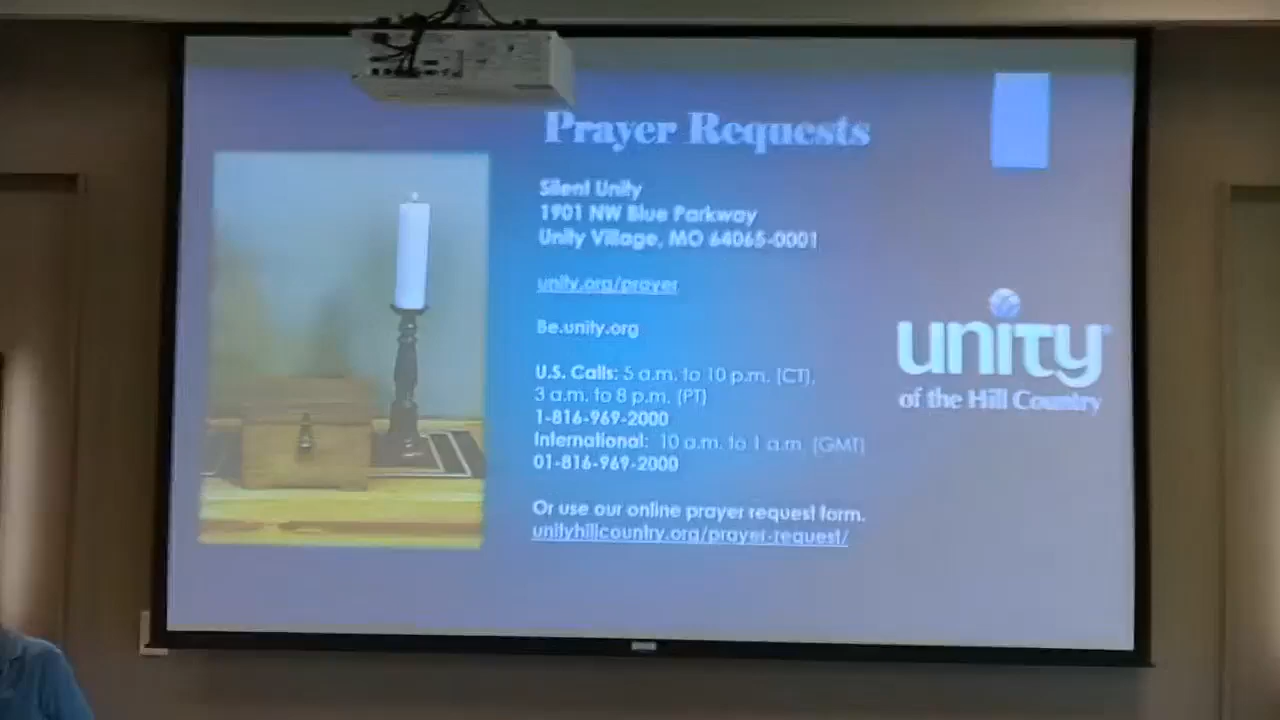 Prayer Requests
Silent Unity
1901 NW Blue Parkway
Unity Village, MO 64065-0001
unity.org/prayer
Be.unity.org
U.S. Calls: 5 a.m. to 10 p.m. (CT),
3 a.m. to 8 p.m. (PT)
1-816-969-2000
International: 10 a.m. to 1 a.m. (GMT)
01-816-969-2000
Or use our online prayer request form.
unityhillcountry.org/prayer-request/
unity
of the Hill Country